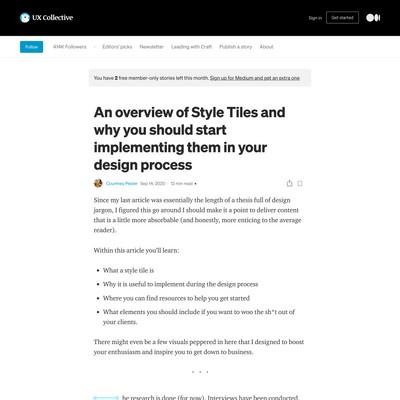 UX Collective
Sign in
Get started
Follow
414K Followers
Editors' picks
Newsletter
Leading with Craft
Publish a story
About
You have 2 free member-only stories left this month. Sign up for Medium and get an extra one
An overview of Style Tiles and
why you should start
implementing them in your
design process
Courtney Pester Sep 14, 2020 · 12 min read
Since my last article was essentially the length of a thesis full of design
jargon, I figured this go around I should make it a point to deliver content
that is a little more absorbable (and honestly, more enticing to the average
reader).
Within this article you'll learn:
• What a style tile is
• Why it is useful to implement during the design process
• Where you can find resources to help you get started
• What elements you should include if you want to woo the sh*t out of
your clients.
There might even be a few visuals peppered in here that I designed to boost
your enthusiasm and inspire you to get down to business.
he research is done (for now). Interviews have been conducted,